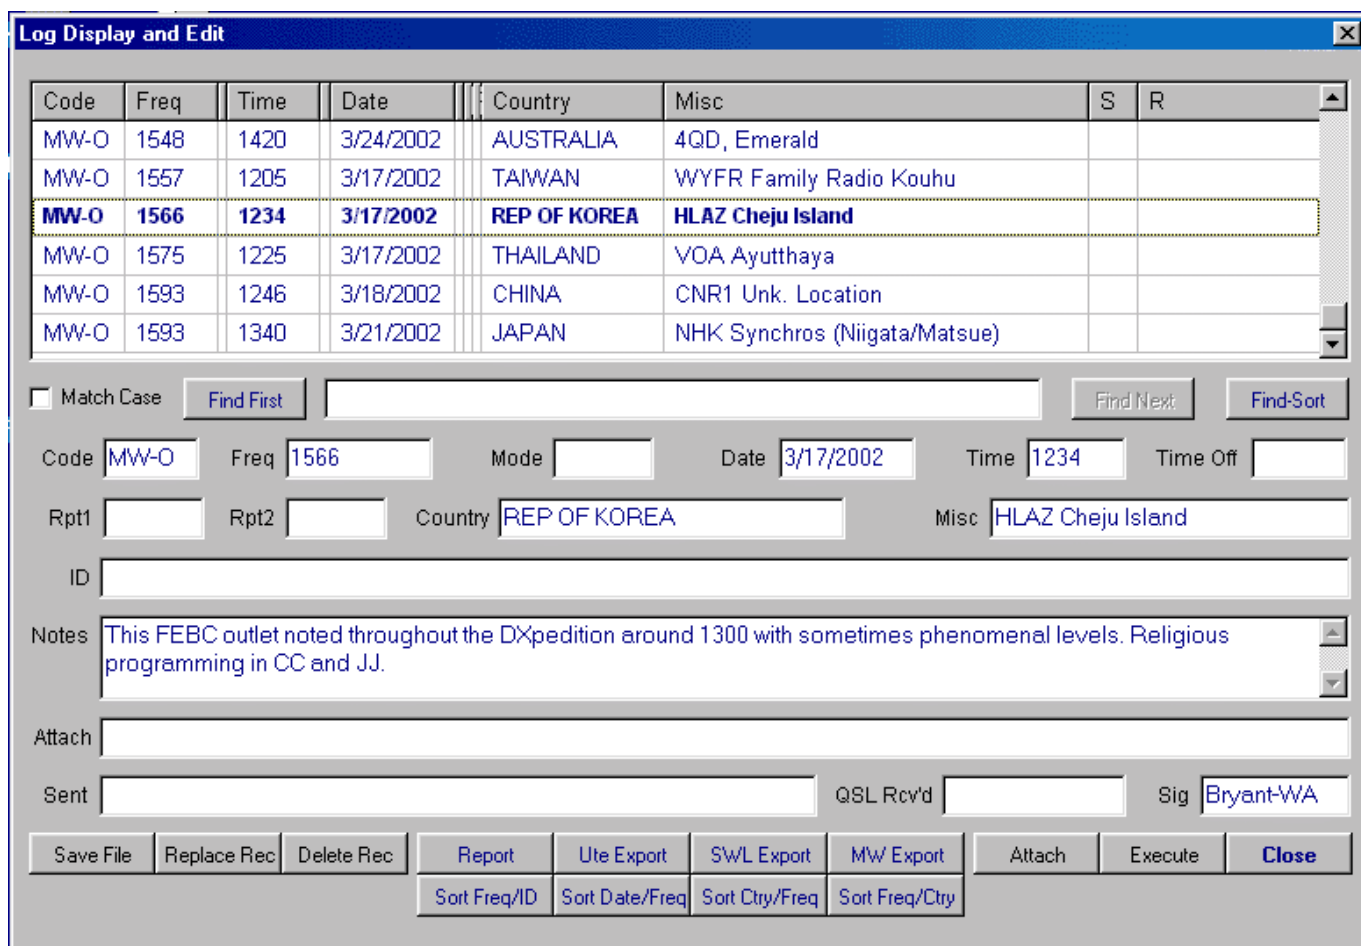 Log Display and Edit
Code Freq Time Date Country Misc S R
MW-O 1548 1420 3/24/2002 AUSTRALIA 4QD, Emerald
MW-O 1557 1205 3/17/2002 TAIWAN WYFR Family Radio Kouhu
MW-O 1566 1234 3/17/2002 REP OF KOREA HLAZ Cheju Island
MW-O 1575 1225 3/17/2002 THAILAND VOA Ayutthaya
MW-O 1593 1246 3/18/2002 CHINA CNR1 Unk. Location
MW-O 1593 1340 3/21/2002 JAPAN NHK Synchros (Niigata/Matsue)
Match Case Find First Find Next Find-Sort
Code MW-O Freq 1566 Mode Date 3/17/2002 Time 1234 Time Off
Rpt1 Rpt2 Country REP OF KOREA Misc HLAZ Cheju Island
ID
Notes This FEBC outlet noted throughout the DXpedition around 1300 with sometimes phenomenal levels. Religious
programming in CC and JJ.
Attach
Sent QSL Rcv'd Sig Bryant-WA
Save File Replace Rec Delete Rec Report Ute Export SWL Export MW Export Attach Execute Close
Sort Freq/ID Sort Date/Freq Sort Ctry/Freq Sort Freq/Ctry